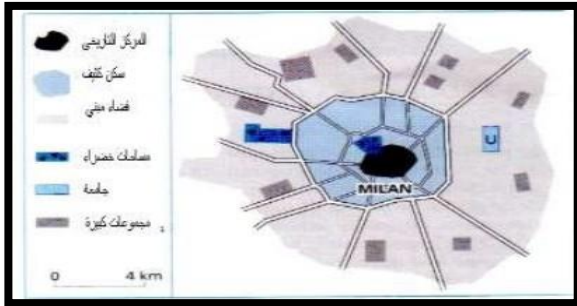 المركز التاريخي
سكن كثيف
فضاء مبني
مساحات خضراء
جامعة
مجموعات كبيرة
0 4 km
MILAN
U